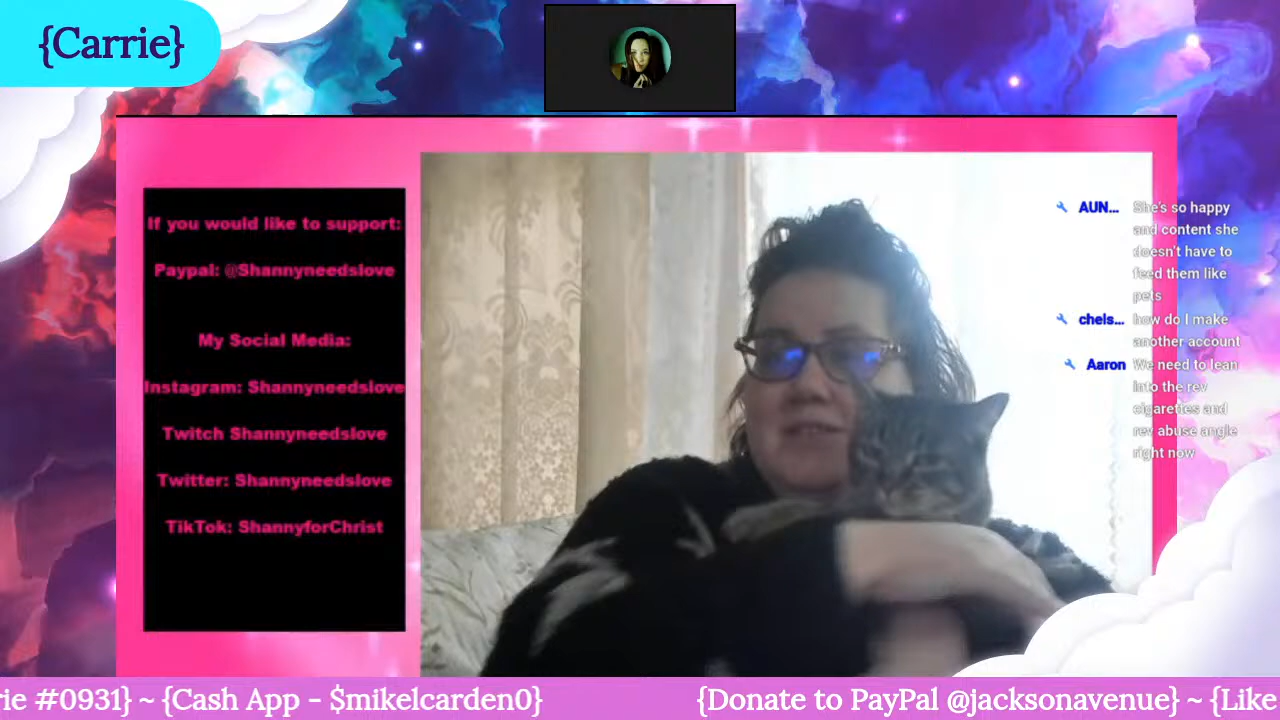 {Carrie}
If you would like to support:
Paypal: @Shannyneedslove
My Social Media:
Instagram: Shannyneedslove
Twitch Shannyneedslove
Twitter: Shannyneedslove
TikTok: ShannyforChrist
AUN... She's so happy
and content she
doesn't have to
feed them like
pets
chels... how do I make
another account
Aaron We need to lean
into the rev
cigarettes and
rev abuse angle
right now
rie #0931} ~ {Cash App - $mikelcarden0} {Donate to PayPal @jacksonavenue} ~ {Like